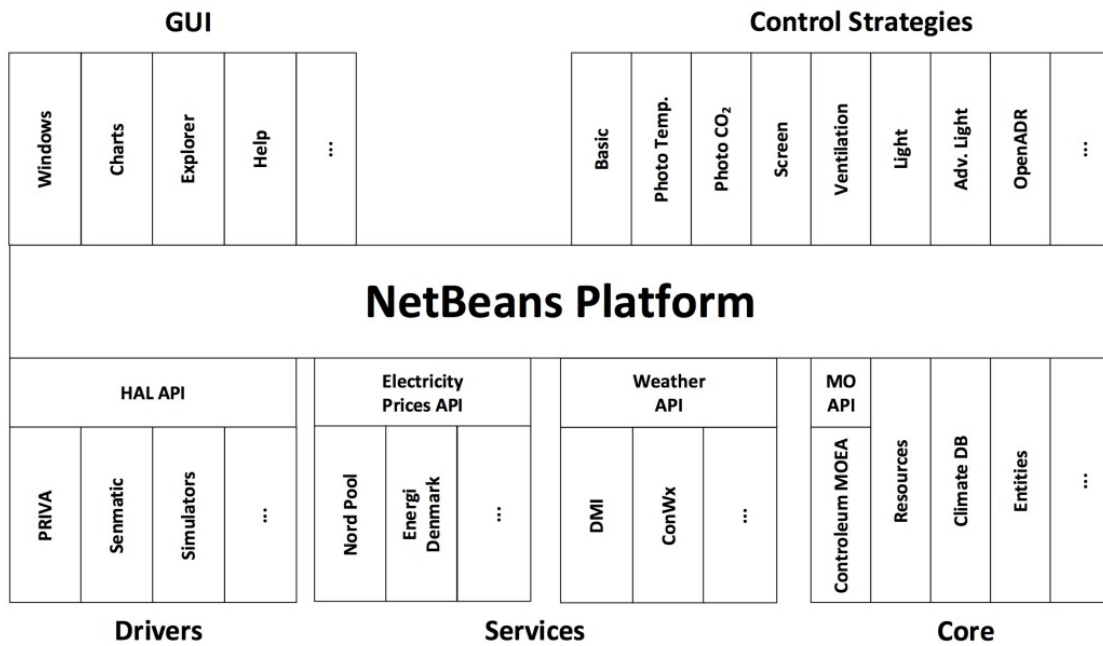 GUI
Control Strategies
Windows
Charts
Explorer
Help
...
Basic
Photo Temp.
Photo CO₂
Screen
Ventilation
Light
Adv. Light
OpenADR
...
NetBeans Platform
HAL API
Electricity
Prices API
Weather
API
MO
API
PRIVA
Senmatic
Simulators
...
Nord Pool
Energi
Denmark
...
DMI
ConWx
...
Controleum MOEA
Resources
Climate DB
Entities
...
Drivers
Services
Core